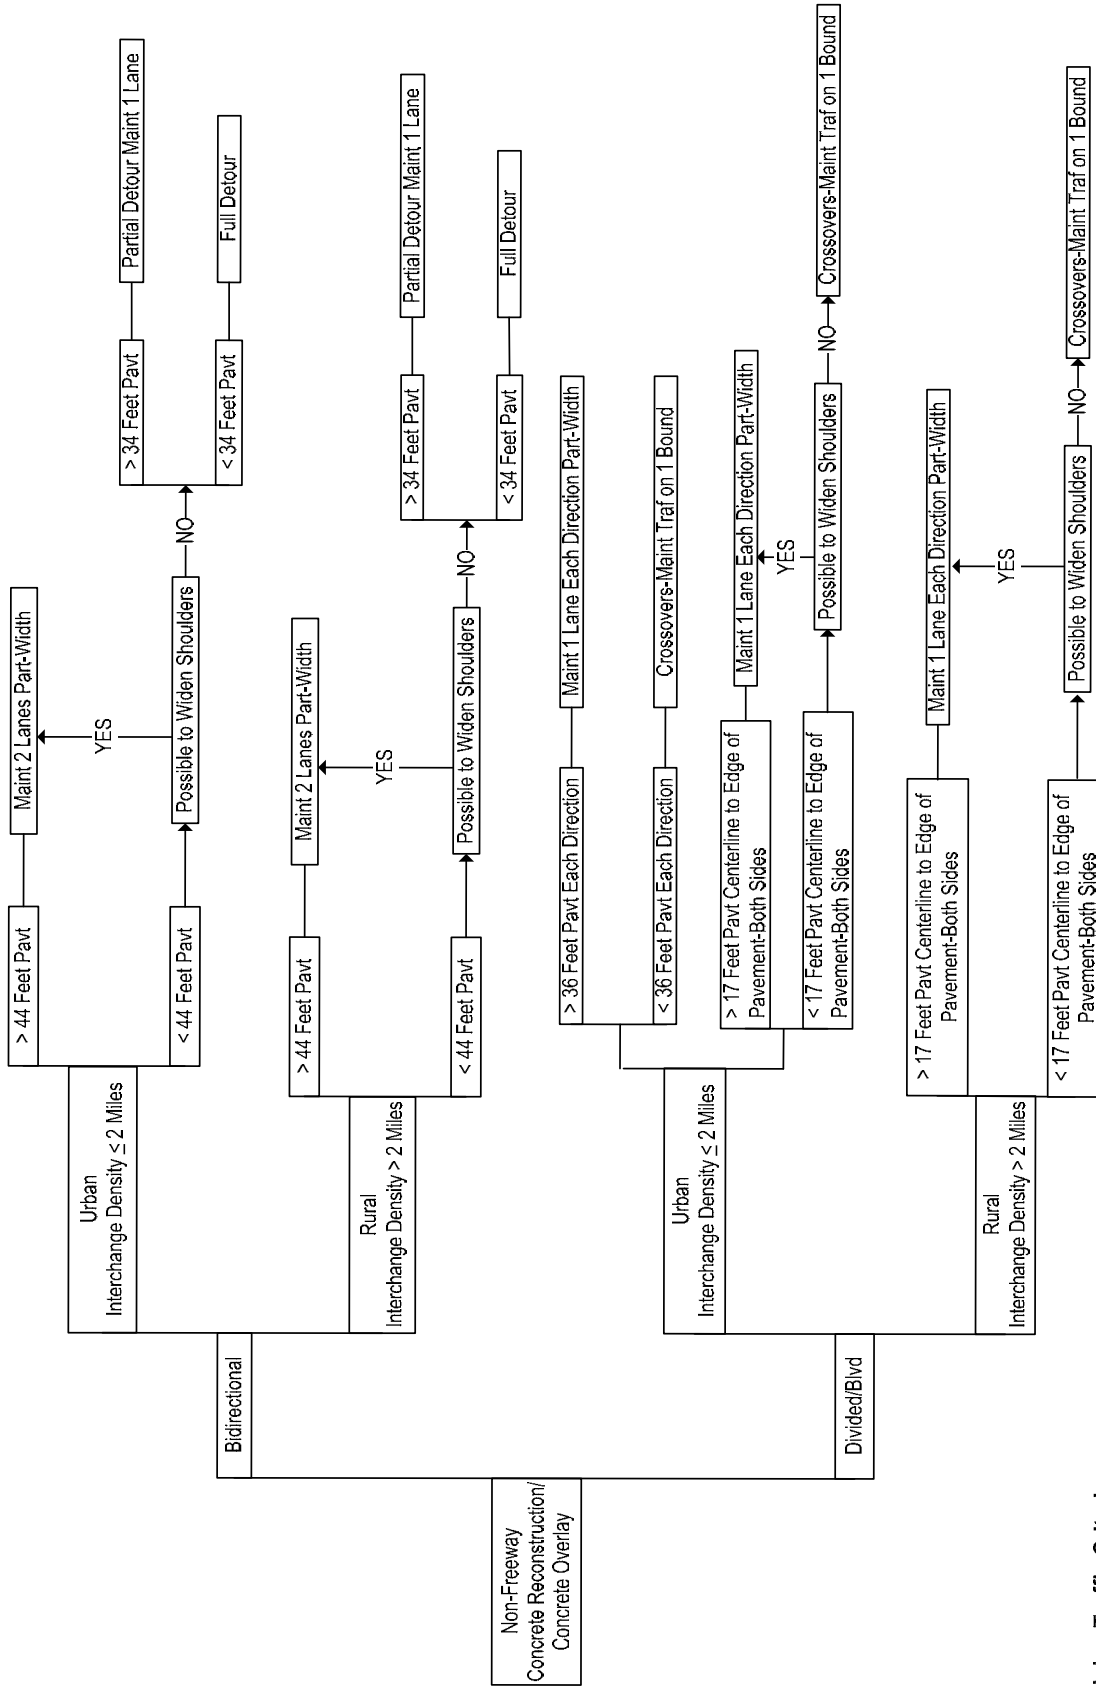 Non-Freeway
Concrete Reconstruction/
Concrete Overlay
Bidirectional
Urban
Interchange Density ≤ 2 Miles
> 44 Feet Pavt
Maint 2 Lanes Part-Width
< 44 Feet Pavt
YES
Possible to Widen Shoulders
NO
> 34 Feet Pavt
Partial Detour Maint 1 Lane
< 34 Feet Pavt
Full Detour
Rural
Interchange Density > 2 Miles
> 44 Feet Pavt
Maint 2 Lanes Part-Width
< 44 Feet Pavt
YES
Possible to Widen Shoulders
NO
> 34 Feet Pavt
Partial Detour Maint 1 Lane
< 34 Feet Pavt
Full Detour
Divided/Blvd
Urban
Interchange Density ≤ 2 Miles
> 36 Feet Pavt Each Direction
Maint 1 Lane Each Direction Part-Width
< 36 Feet Pavt Each Direction
Crossovers-Maint Traf on 1 Bound
> 17 Feet Pavt Centerline to Edge of
Pavement-Both Sides
Maint 1 Lane Each Direction Part-Width
< 17 Feet Pavt Centerline to Edge of
Pavement-Both Sides
YES
Possible to Widen Shoulders
NO
Crossovers-Maint Traf on 1 Bound
Rural
Interchange Density > 2 Miles
> 17 Feet Pavt Centerline to Edge of
Pavement-Both Sides
Maint 1 Lane Each Direction Part-Width
< 17 Feet Pavt Centerline to Edge of
Pavement-Both Sides
YES
Possible to Widen Shoulders
NO
Crossovers-Maint Traf on 1 Bound